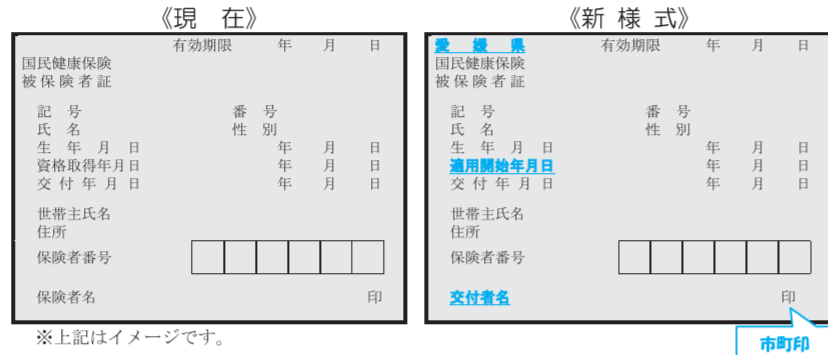 《現 在》
有効期限 年 月 日
国民健康保険
被保険者証
記 号 番 号
氏 名 性 別
生 年 月 日 年 月 日
資格取得年月日 年 月 日
交 付 年 月 日 年 月 日
世帯主氏名
住所
保険者番号
保険者名 印
※上記はイメージです。
《新 様 式》
愛 媛 県 有効期限 年 月 日
国民健康保険
被保険者証
記 号 番 号
氏 名 性 別
生 年 月 日 年 月 日
適用開始年月日 年 月 日
交 付 年 月 日 年 月 日
世帯主氏名
住所
保険者番号
交付者名 印
市町印